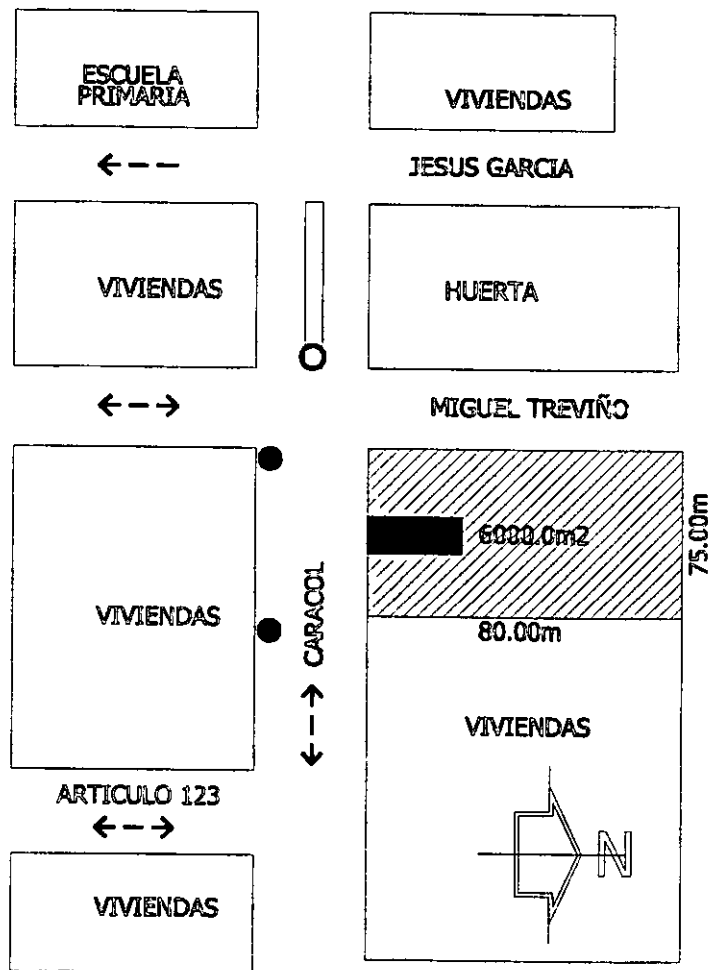 ESCUELA
PRIMARIA
VIVIENDAS
JESUS GARCIA
VIVIENDAS
HUERTA
MIGUEL TREVIÑO
6000.0m2
75.00m
80.00m
VIVIENDAS
CARACOL
VIVIENDAS
ARTICULO 123
N
VIVIENDAS